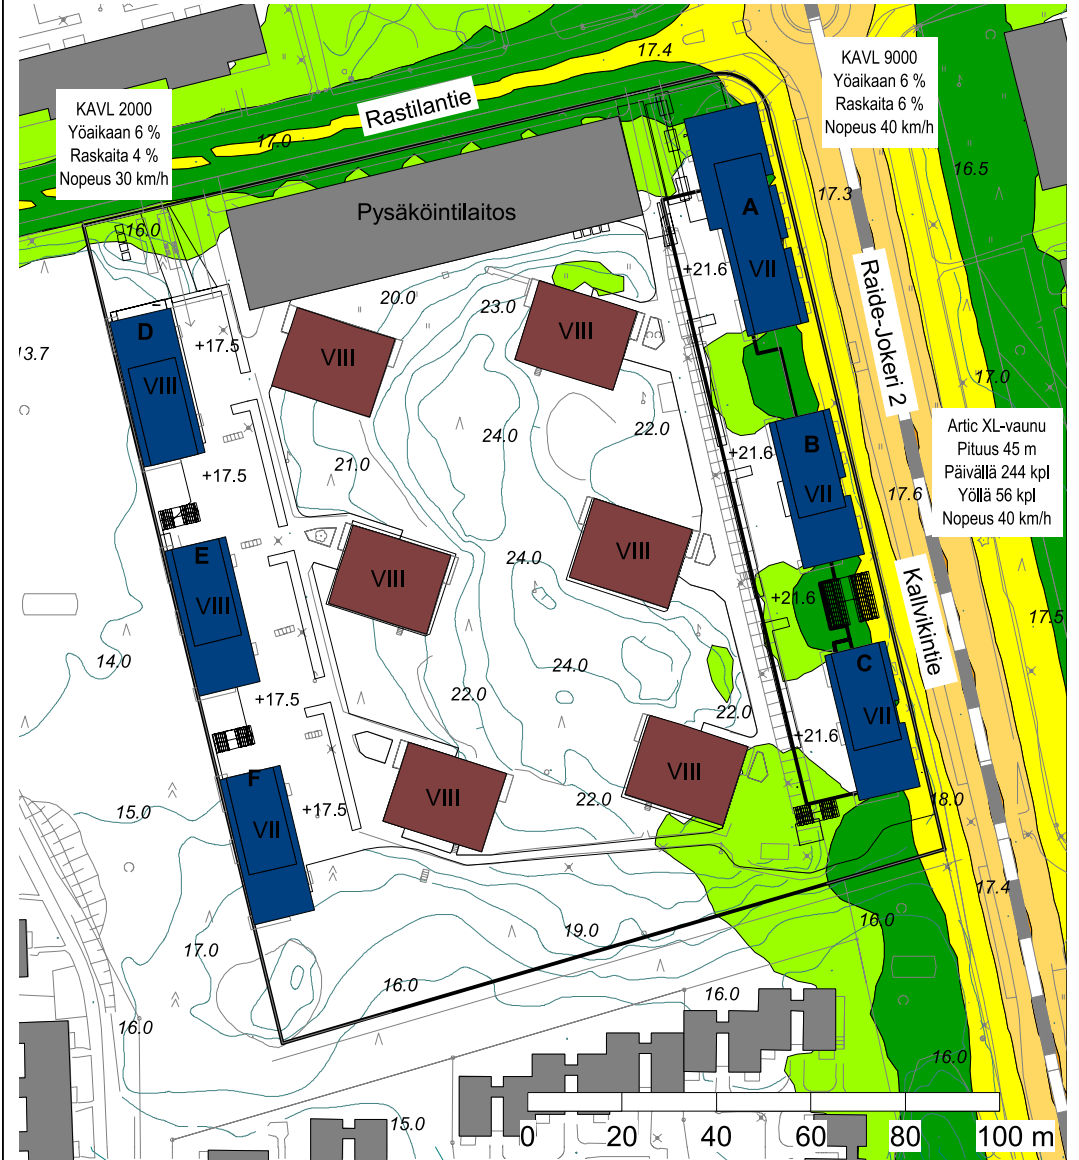 17.4
KAVL 9000
Yöaikaan 6 %
Raskaita 6 %
Nopeus 40 km/h
KAVL 2000
Yöaikaan 6 %
Raskaita 4 %
Nopeus 30 km/h
Rastilantie
17.0
16.5
17.3
Pysäköintilaitos
A
VII
16.0
+21.6
20.0
23.0
Raide-Jokeri 2
D
+17.5
VIII
VIII
VIII
17.0
24.0
22.0
Artic XL-vaunu
Pituus 45 m
Päivällä 244 kpl
Yöllä 56 kpl
Nopeus 40 km/h
B
+21.6
VII
21.0
+17.5
17.6
E
VIII
VIII
24.0
VIII
+21.6
Kallvikintie
17.5
14.0
24.0
C
VII
+17.5
22.0
22.0
+21.6
F
VII
VIII
VIII
22.0
+17.5
15.0
18.0
17.4
19.0
16.0
17.0
16.0
16.0
16.0
16.0
15.0
0 20 40 60 80 100 m